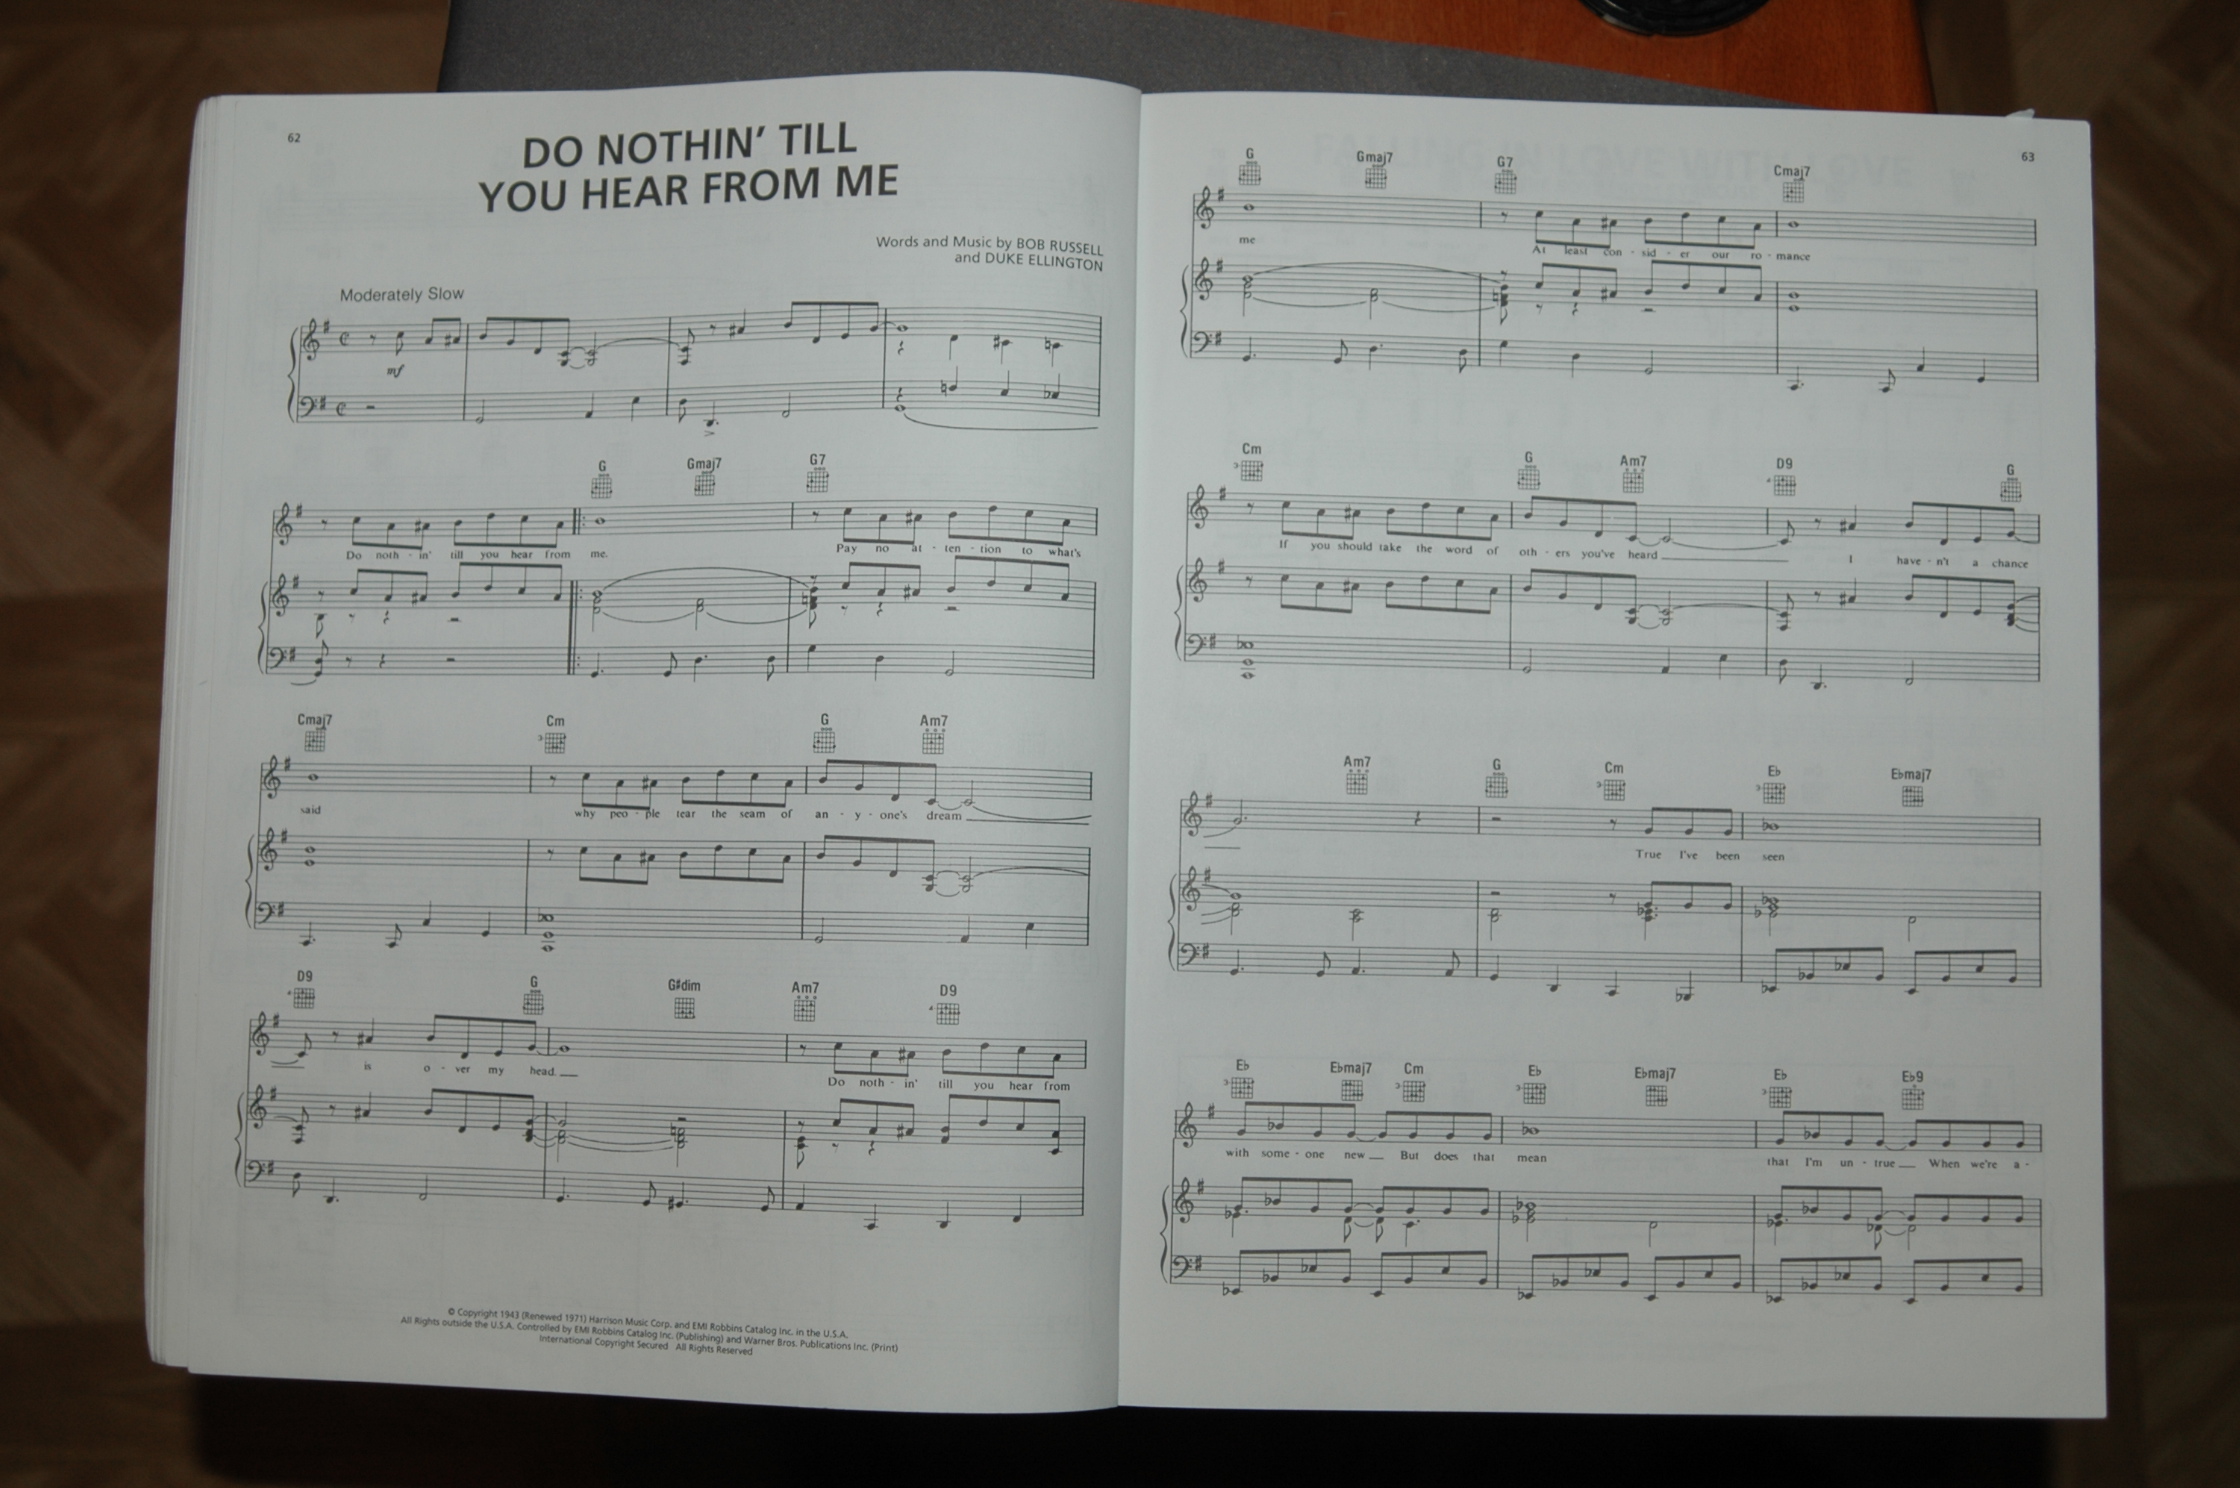 62
DO NOTHIN' TILL
YOU HEAR FROM ME
Words and Music by BOB RUSSELL
and DUKE ELLINGTON
Moderately Slow
mf
G Gmaj7 G7
Do noth - in' till you hear from me. Pay no at - ten - tion to what's
Cmaj7 Cm G Am7
said why peo - ple tear the seam of an - y - one's dream
D9 G G#dim Am7 D9
is o - ver my head Do noth - in' till you hear from
© Copyright 1943 (Renewed 1971) Harrison Music Corp. and EMI Robbins Catalog Inc. in the U.S.A.
All Rights outside the U.S.A. Controlled by EMI Robbins Catalog Inc. (Publishing) and Warner Bros. Publications Inc. (Print)
International Copyright Secured All Rights Reserved
63
G Gmaj7 G7 Cmaj7
me At least con - sid - er our ro - mance
Cm G Am7 D9 G
If you should take the word of oth - ers you've heard I have - n't a chance
Am7 G Cm E♭ E♭maj7
True I've been seen
E♭ E♭maj7 Cm E♭ E♭maj7 E♭ E♭9
with some - one new But does that mean that I'm un - true When we're a -